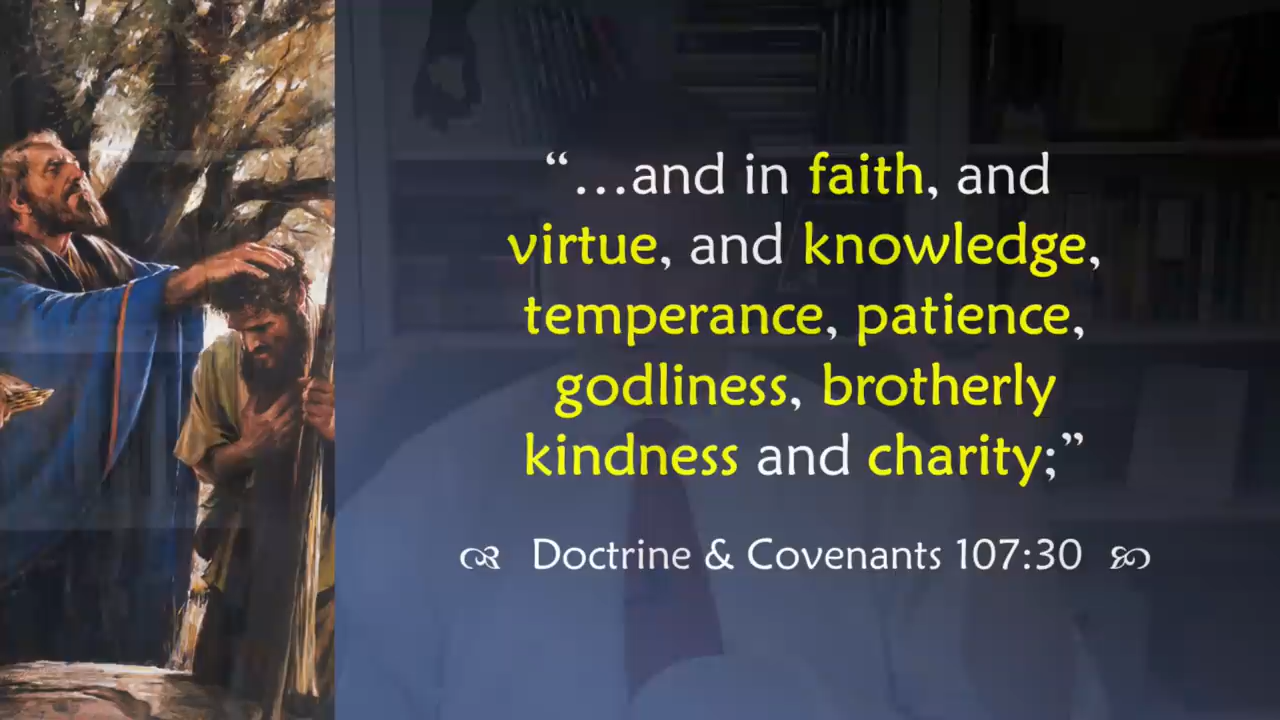 “…and in faith, and
virtue, and knowledge,
temperance, patience,
godliness, brotherly
kindness and charity;”
Doctrine & Covenants 107:30